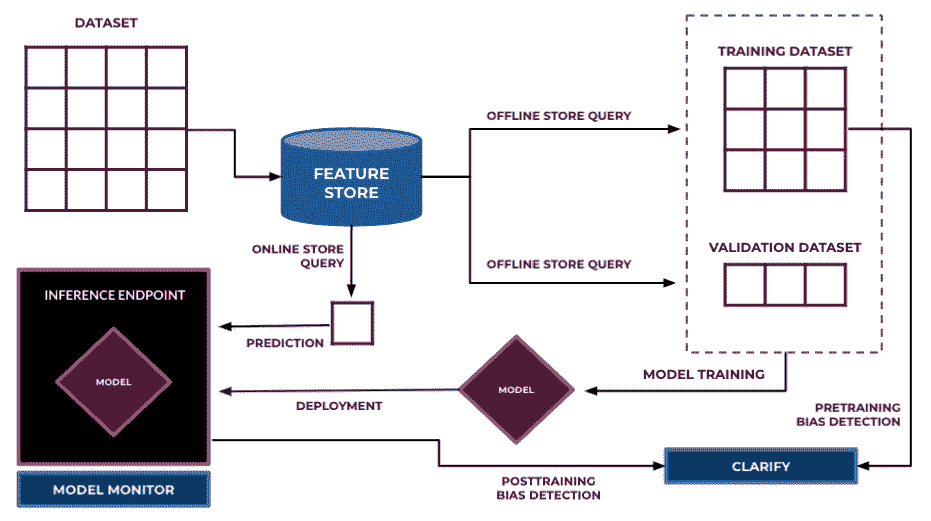 DATASET
TRAINING DATASET
OFFLINE STORE QUERY
FEATURE
STORE
VALIDATION DATASET
ONLINE STORE
QUERY
OFFLINE STORE QUERY
INFERENCE ENDPOINT
PREDICTION
MODEL
MODEL
MODEL TRAINING
DEPLOYMENT
PRETRAINING
BIAS DETECTION
CLARIFY
POSTTRAINING
BIAS DETECTION
MODEL MONITOR